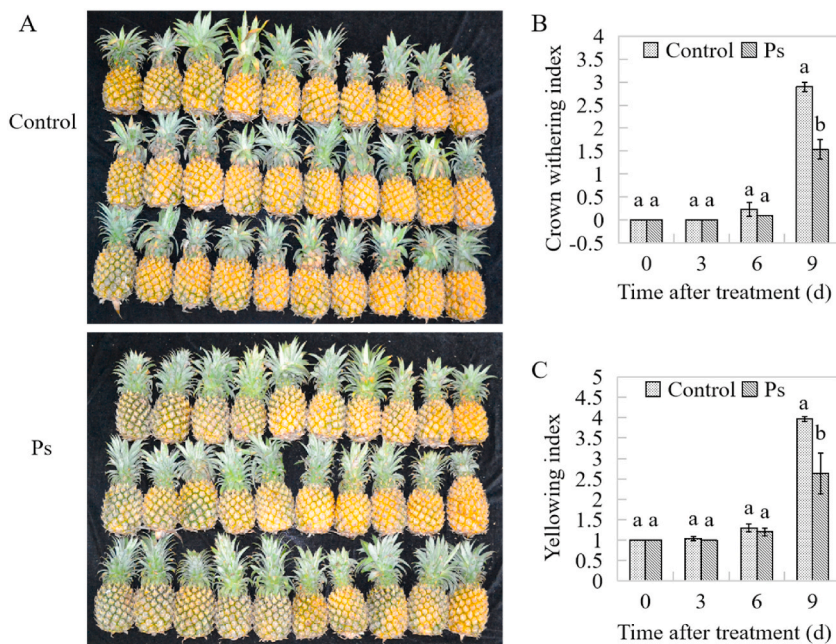 A
Control
Ps
B
Crown withering index
4
3.5
3
2.5
2
1.5
1
0.5
0
-0.5
Control Ps
a a
a a
a a
a
b
0 3 6 9
Time after treatment (d)
C
Yellowing index
5
4.5
4
3.5
3
2.5
2
1.5
1
0.5
0
Control Ps
a a
a a
a a
a
b
0 3 6 9
Time after treatment (d)